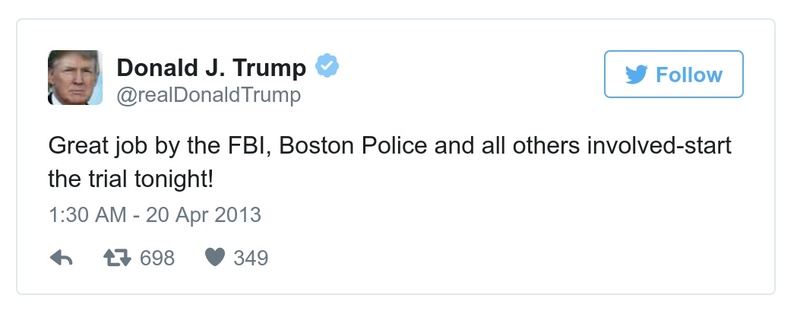 Donald J. Trump
@realDonaldTrump
Follow
Great job by the FBI, Boston Police and all others involved-start
the trial tonight!
1:30 AM - 20 Apr 2013
698 349